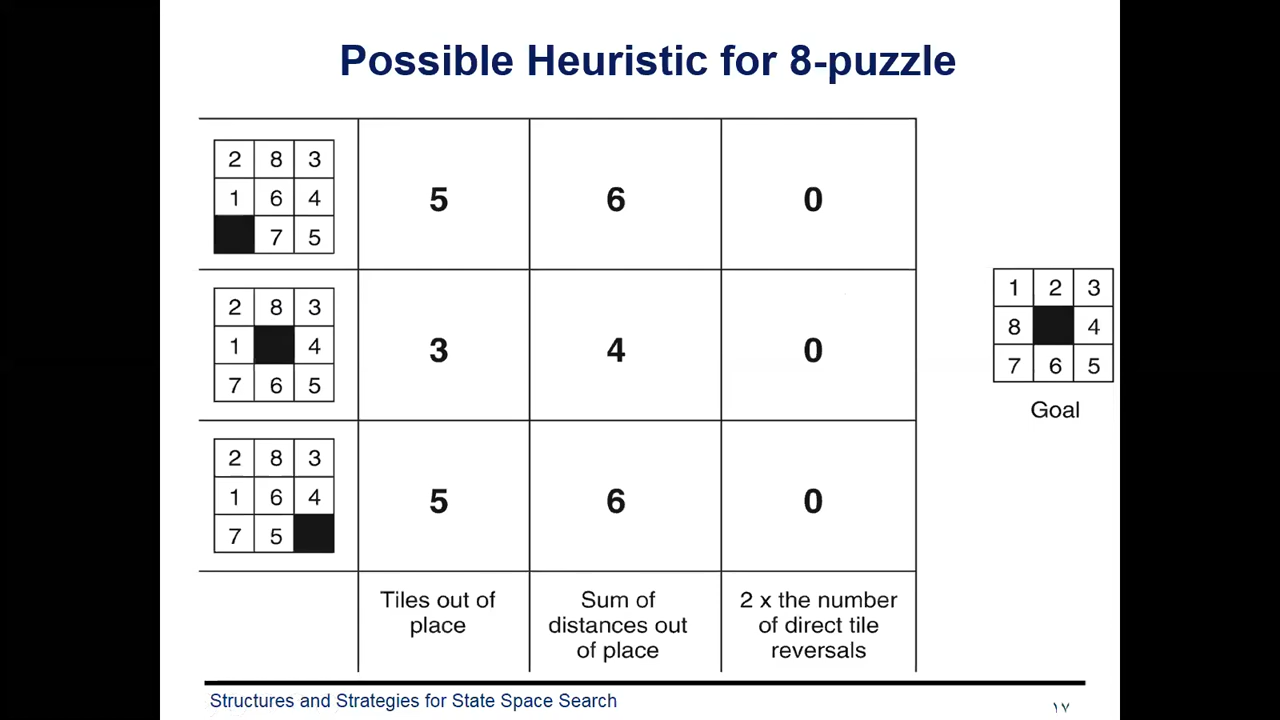 Possible Heuristic for 8-puzzle
2 8 3
1 6 4
7 5
5 6 0
2 8 3
1 4
7 6 5
3 4 0
2 8 3
1 6 4
7 5
5 6 0
Tiles out of
place
Sum of
distances out
of place
2 x the number
of direct tile
reversals
1 2 3
8 4
7 6 5
Goal
Structures and Strategies for State Space Search
١٧